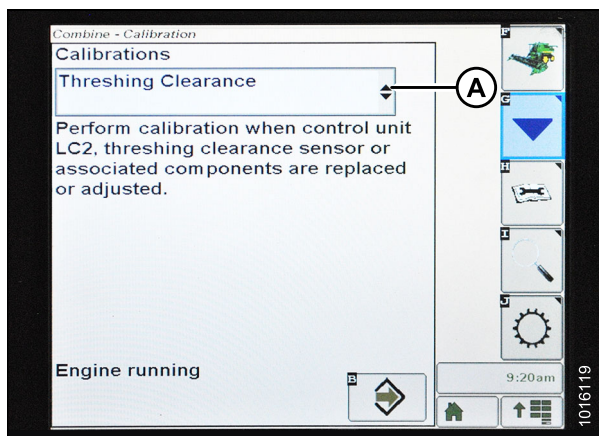 Combine - Calibration
Calibrations
Threshing Clearance
A
Perform calibration when control unit
LC2, threshing clearance sensor or
associated components are replaced
or adjusted.
Engine running
B
F
G
H
I
J
9:20am
1016119